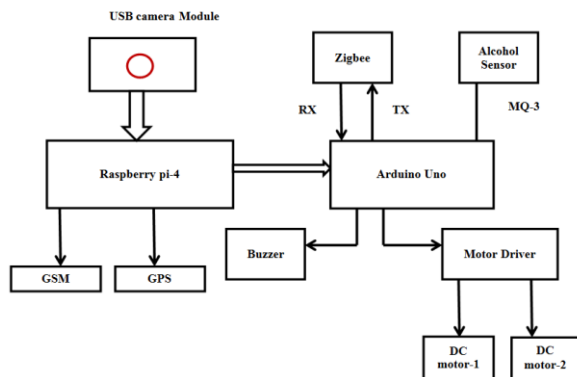 USB camera Module
Zigbee
Alcohol
Sensor
RX
TX
MQ-3
Raspberry pi-4
Arduino Uno
Buzzer
Motor Driver
GSM
GPS
DC
motor-1
DC
motor-2